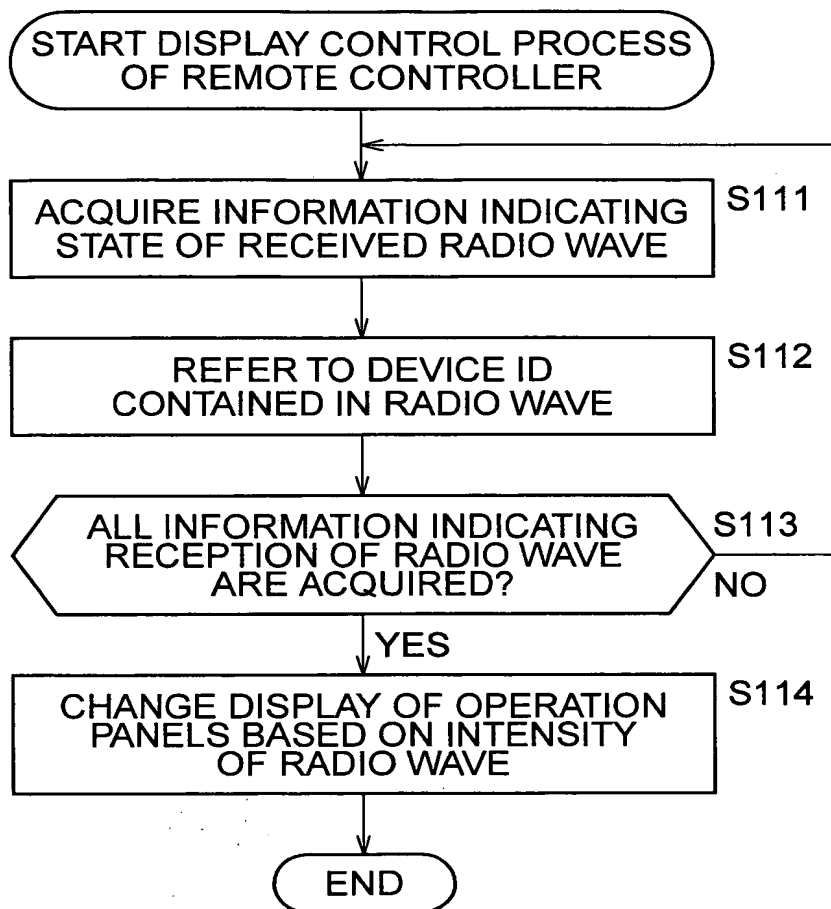 START DISPLAY CONTROL PROCESS
OF REMOTE CONTROLLER
S111
ACQUIRE INFORMATION INDICATING
STATE OF RECEIVED RADIO WAVE
S112
REFER TO DEVICE ID
CONTAINED IN RADIO WAVE
S113
ALL INFORMATION INDICATING
RECEPTION OF RADIO WAVE
ARE ACQUIRED?
NO
YES
S114
CHANGE DISPLAY OF OPERATION
PANELS BASED ON INTENSITY
OF RADIO WAVE
END